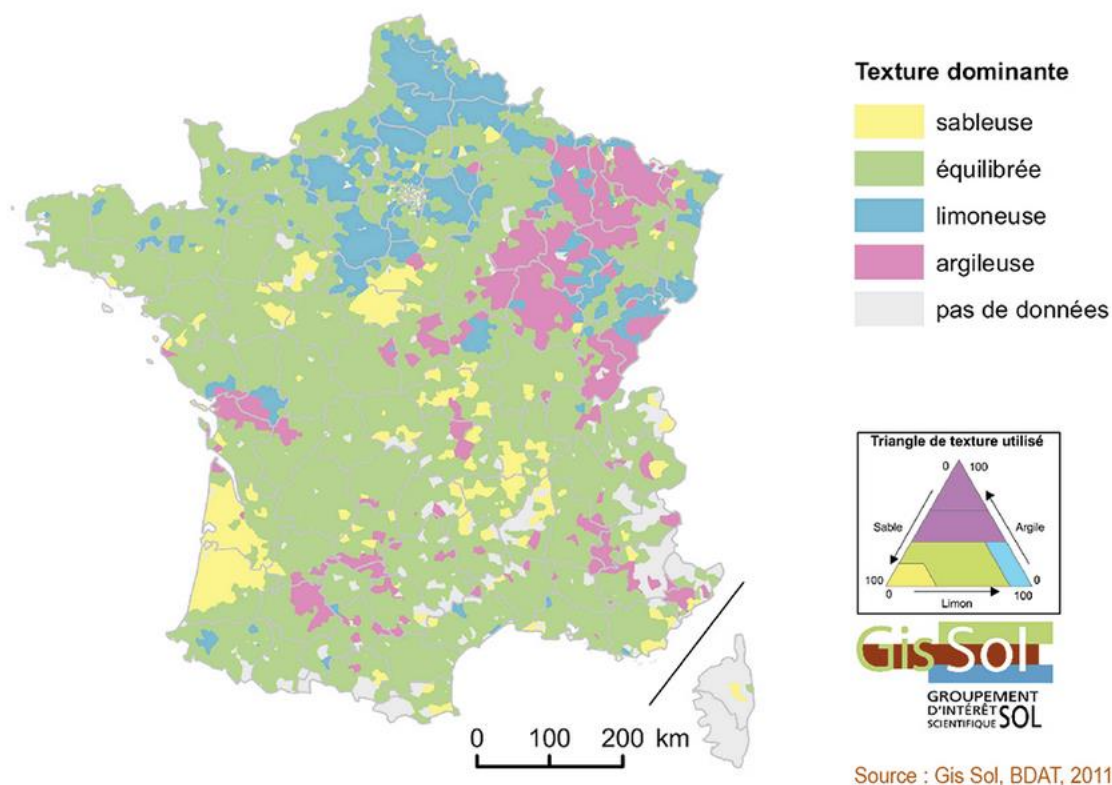 Texture dominante
sableuse
équilibrée
limoneuse
argileuse
pas de données
Triangle de texture utilisé
0 100
Sable
Argile
100
0
0
100
Limon
Gis Sol
GROUPEMENT
D'INTÉRÊT
SCIENTIFIQUE SOL
0 100 200 km
Source : Gis Sol, BDAT, 2011